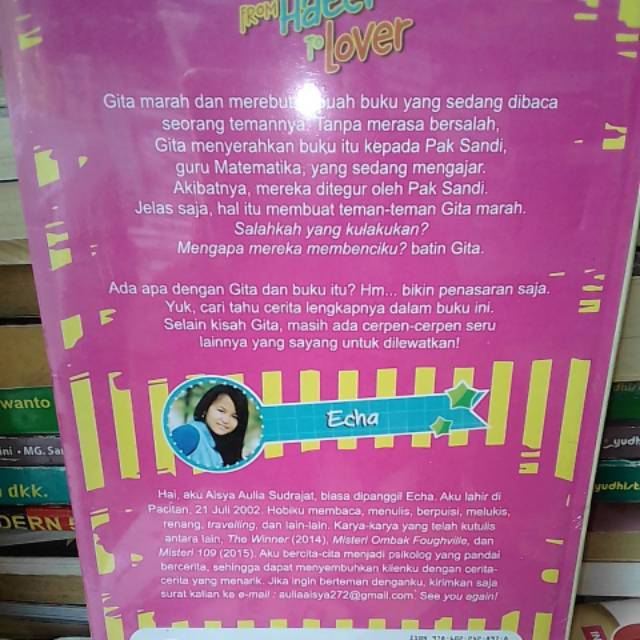 FROM Hater
TO Lover
Gita marah dan merebut buah buku yang sedang dibaca
seorang temannya. Tanpa merasa bersalah,
Gita menyerahkan buku itu kepada Pak Sandi,
guru Matematika, yang sedang mengajar.
Akibatnya, mereka ditegur oleh Pak Sandi.
Jelas saja, hal itu membuat teman-teman Gita marah.
Salahkah yang kulakukan?
Mengapa mereka membenciku? batin Gita.
Ada apa dengan Gita dan buku itu? Hm... bikin penasaran saja.
Yuk, cari tahu cerita lengkapnya dalam buku ini.
Selain kisah Gita, masih ada cerpen-cerpen seru
lainnya yang sayang untuk dilewatkan!
Echa
Hai, aku Aisya Aulia Sudrajat, biasa dipanggil Echa. Aku lahir di
Pacitan, 21 Juli 2002. Hobiku membaca, menulis, berpuisi, melukis,
renang, travelling, dan lain-lain. Karya-karya yang telah kutulis
antara lain, The Winner (2014), Misteri Ombak Foughville, dan
Misteri 109 (2015). Aku bercita-cita menjadi psikolog yang pandai
bercerita, sehingga dapat menyembuhkan klienku dengan cerita-
cerita yang menarik. Jika ingin berteman denganku, kirimkan saja
surat kalian ke e-mail : auliaaisya272@gmail.com. See you again!
wanto
ini • MG. Sa
dkk.
DERN
yudhist